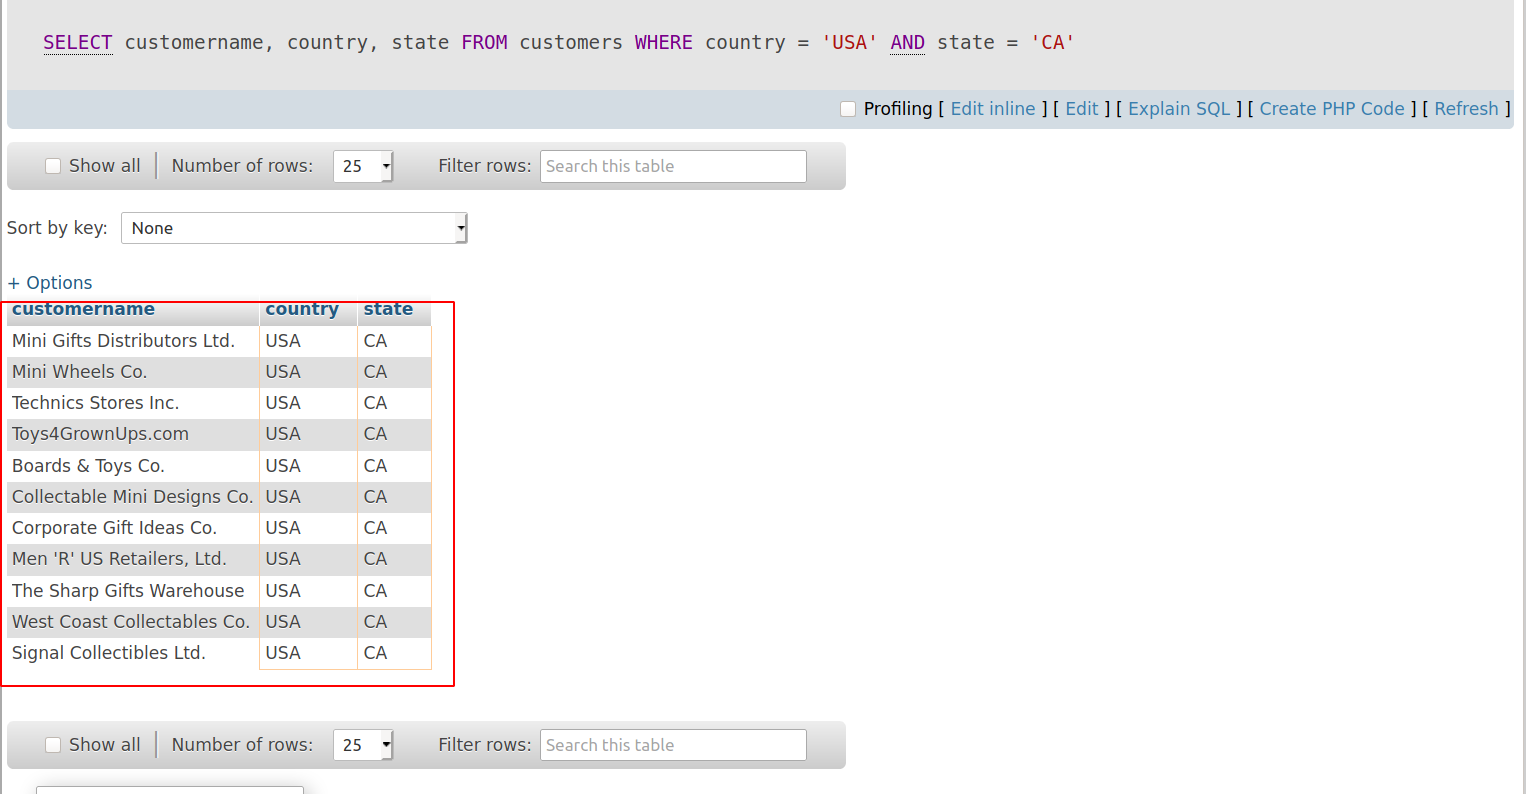 SELECT customername, country, state FROM customers WHERE country = 'USA' AND state = 'CA'
Profiling [ Edit inline ] [ Edit ] [ Explain SQL ] [ Create PHP Code ] [ Refresh ]
Show all Number of rows: 25 Filter rows: Search this table
Sort by key: None
+ Options
customername country state
Mini Gifts Distributors Ltd. USA CA
Mini Wheels Co. USA CA
Technics Stores Inc. USA CA
Toys4GrownUps.com USA CA
Boards & Toys Co. USA CA
Collectable Mini Designs Co. USA CA
Corporate Gift Ideas Co. USA CA
Men 'R' US Retailers, Ltd. USA CA
The Sharp Gifts Warehouse USA CA
West Coast Collectables Co. USA CA
Signal Collectibles Ltd. USA CA
Show all Number of rows: 25 Filter rows: Search this table